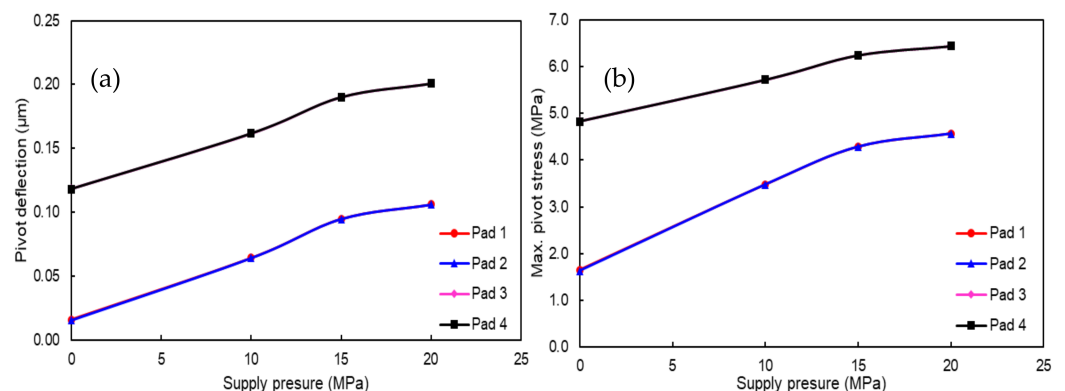 0.25
0.20
0.15
0.10
0.05
0.00
Pivot deflection (µm)
(a)
Pad 1
Pad 2
Pad 3
Pad 4
0 5 10 15 20 25
Supply presure (MPa)
7.0
6.0
5.0
4.0
3.0
2.0
1.0
0.0
Max. pivot stress (MPa)
(b)
Pad 1
Pad 2
Pad 3
Pad 4
0 5 10 15 20 25
Supply presure (MPa)